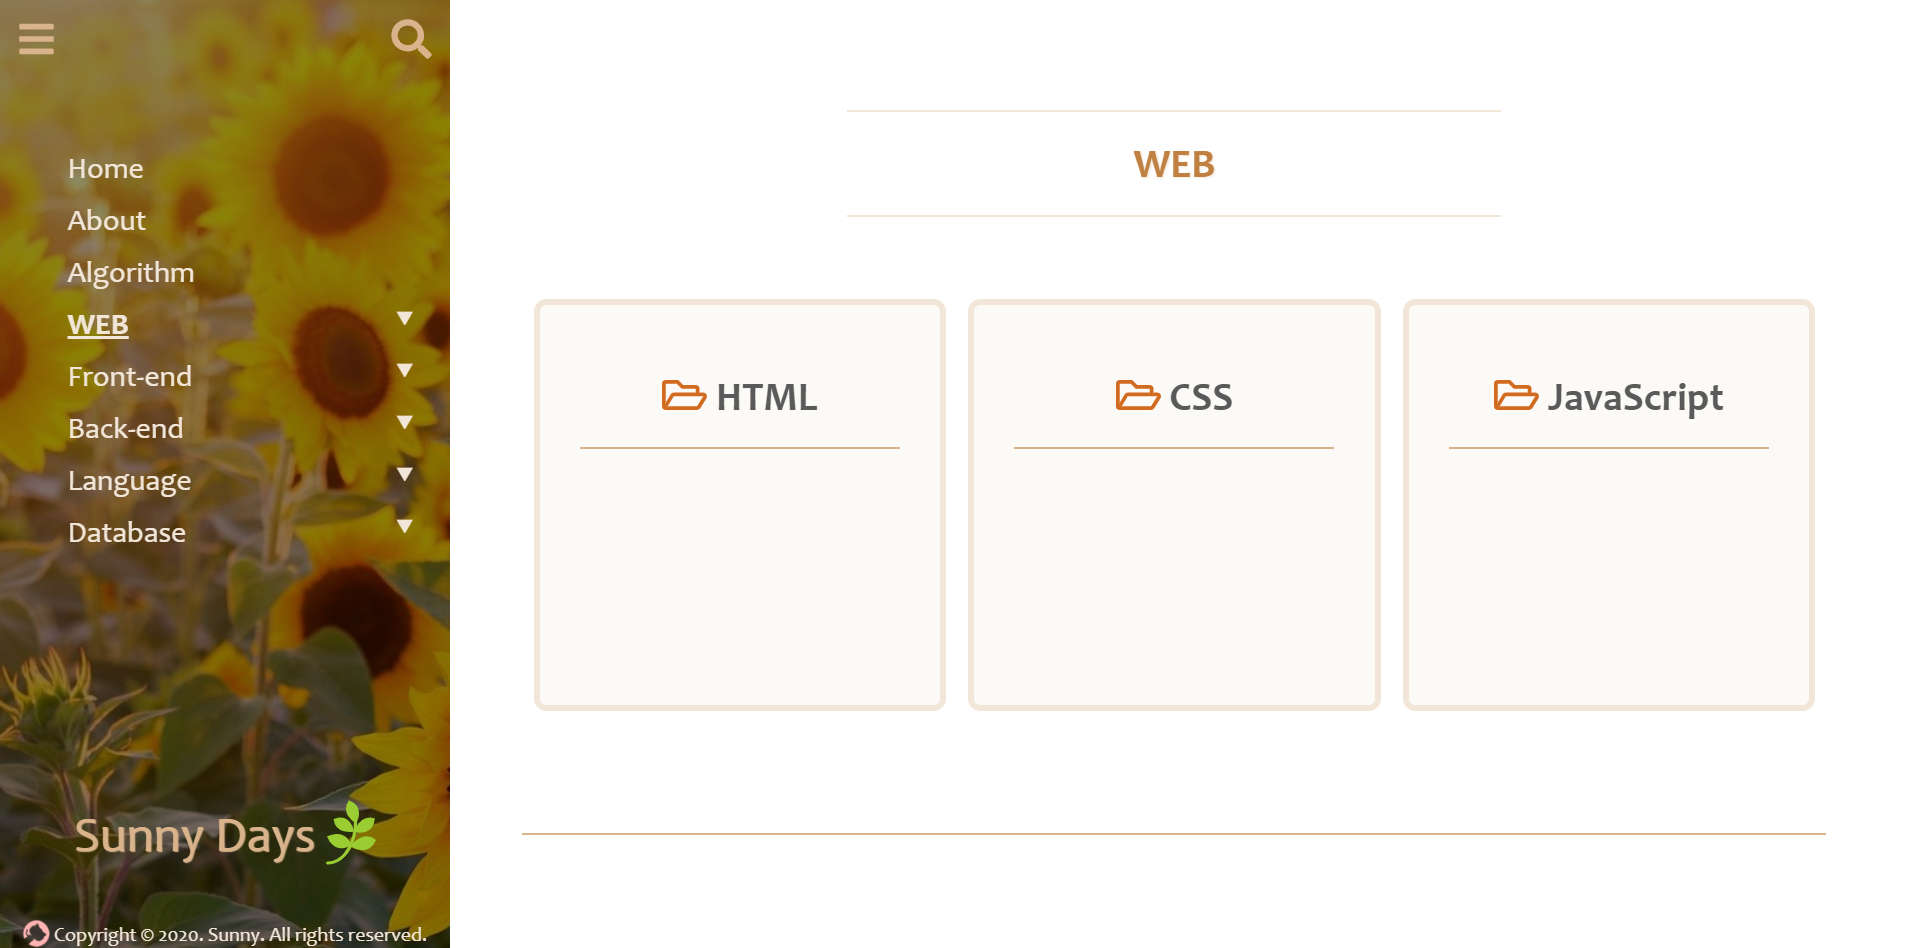 Home
About
Algorithm
WEB ▼
Front-end ▼
Back-end ▼
Language ▼
Database ▼
Sunny Days
Copyright © 2020. Sunny. All rights reserved.
WEB
HTML
CSS
JavaScript